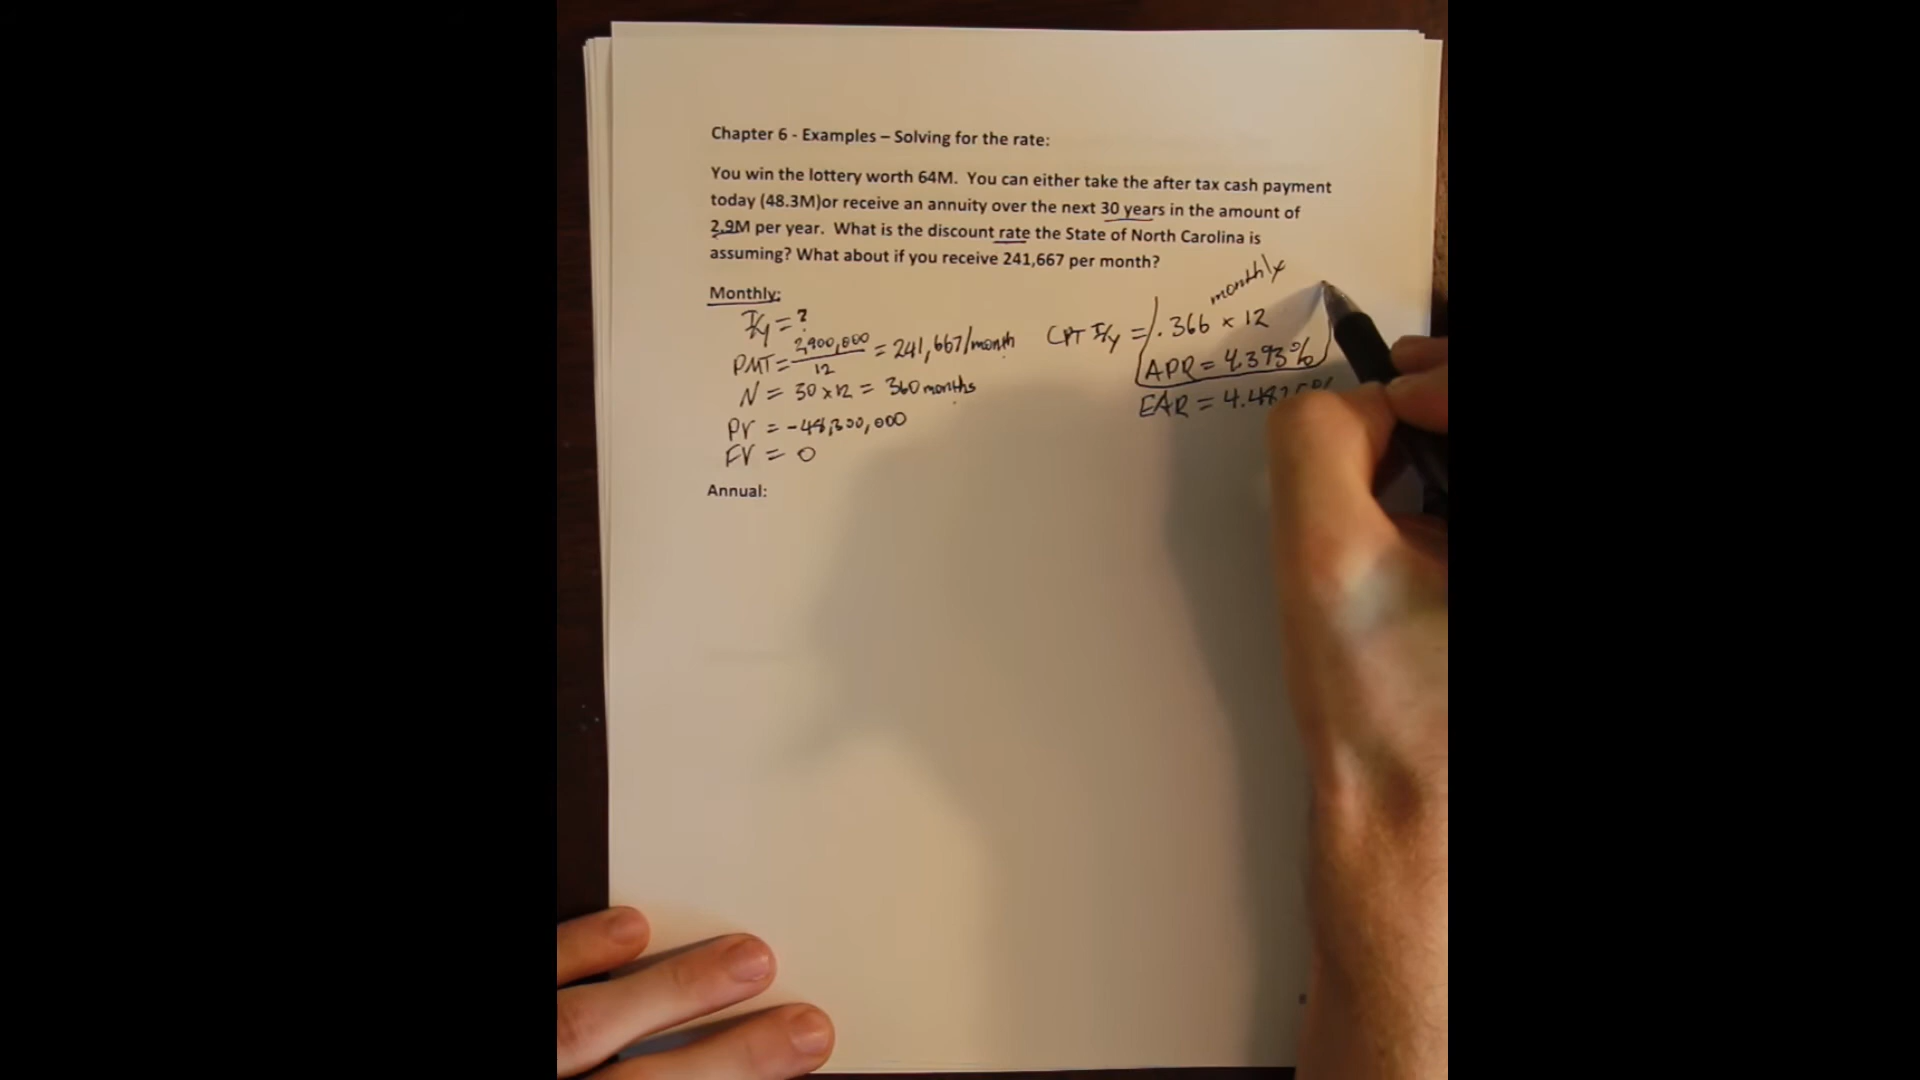 Chapter 6 - Examples – Solving for the rate:
You win the lottery worth 64M. You can either take the after tax cash payment
today (48.3M)or receive an annuity over the next 30 years in the amount of
2.9M per year. What is the discount rate the State of North Carolina is
assuming? What about if you receive 241,667 per month?
Monthly:
I/y = ?
PMT = 2,900,000 / 12 = 241,667/month
N = 30 x 12 = 360 months
PV = -48,300,000
FV = 0
monthly
CPT I/y = .366 x 12
APR = 4.393%
EAR =
Annual: